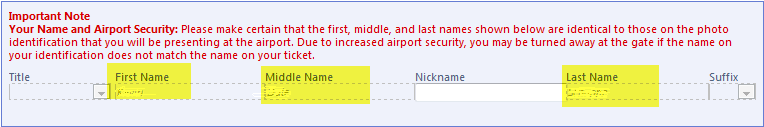 Important Note
Your Name and Airport Security: Please make certain that the first, middle, and last names shown below are identical to those on the photo
identification that you will be presenting at the airport. Due to increased airport security, you may be turned away at the gate if the name on
your identification does not match the name on your ticket.
Title First Name Middle Name Nickname Last Name Suffix